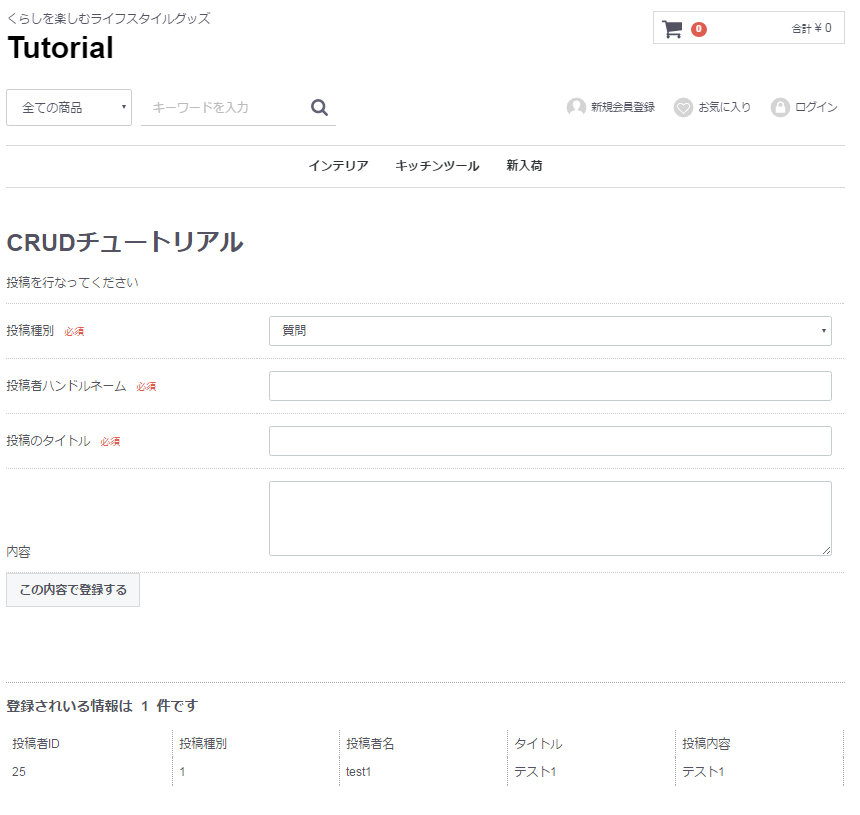 くらしを楽しむライフスタイルグッズ
Tutorial
0 合計 ¥ 0
全ての商品 キーワードを入力 新規会員登録 お気に入り ログイン
インテリア キッチンツール 新入荷
CRUDチュートリアル
投稿を行なってください
投稿種別 必須 質問
投稿者ハンドルネーム 必須
投稿のタイトル 必須
内容
この内容で登録する
登録されいる情報は 1 件です
投稿者ID 投稿種別 投稿者名 タイトル 投稿内容
25 1 test1 テスト1 テスト1